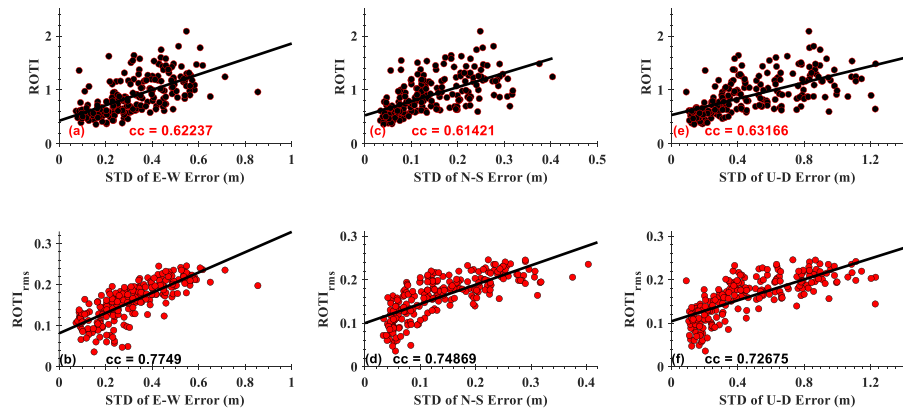 ROTI
2
1
0
(a)
cc = 0.62237
0 0.2 0.4 0.6 0.8 1
STD of E-W Error (m)
ROTI
2
1
0
(c)
cc = 0.61421
0 0.1 0.2 0.3 0.4 0.5
STD of N-S Error (m)
ROTI
2
1
0
(e)
cc = 0.63166
0 0.4 0.8 1.2
STD of U-D Error (m)
ROTIrms
0.3
0.2
0.1
0
(b)
cc = 0.7749
0 0.2 0.4 0.6 0.8 1
STD of E-W Error (m)
ROTIrms
0.3
0.2
0.1
0
(d)
cc = 0.74869
0 0.1 0.2 0.3 0.4
STD of N-S Error (m)
ROTIrms
0.3
0.2
0.1
0
(f)
cc = 0.72675
0 0.4 0.8 1.2
STD of U-D Error (m)